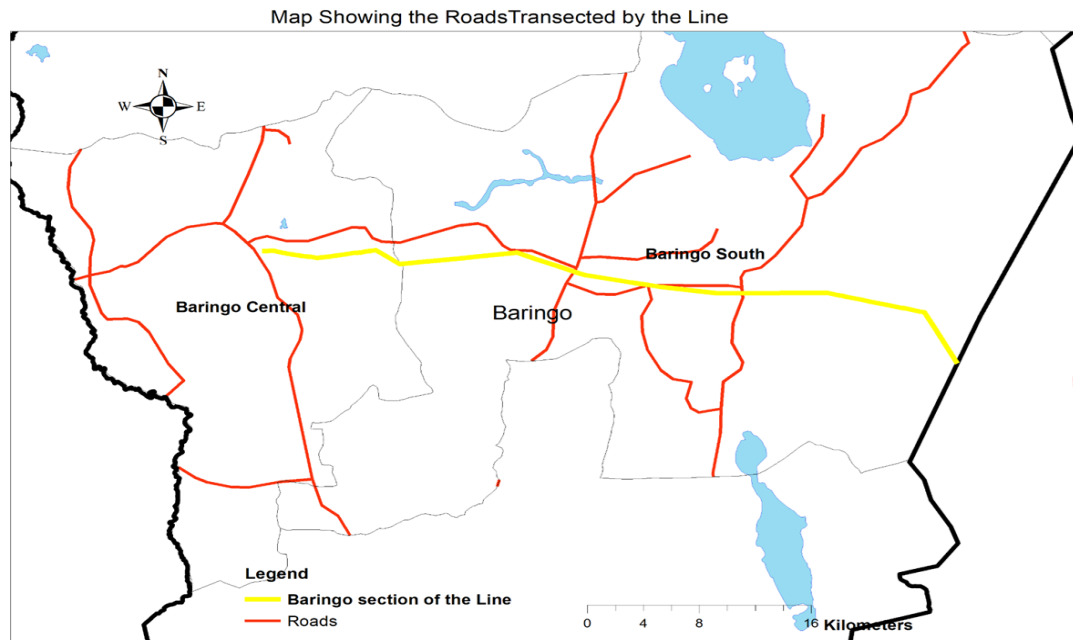 Map Showing the RoadsTransected by the Line
N
W E
S
Baringo South
Baringo Central
Baringo
Legend
Baringo section of the Line
Roads
0 4 8 16 Kilometers